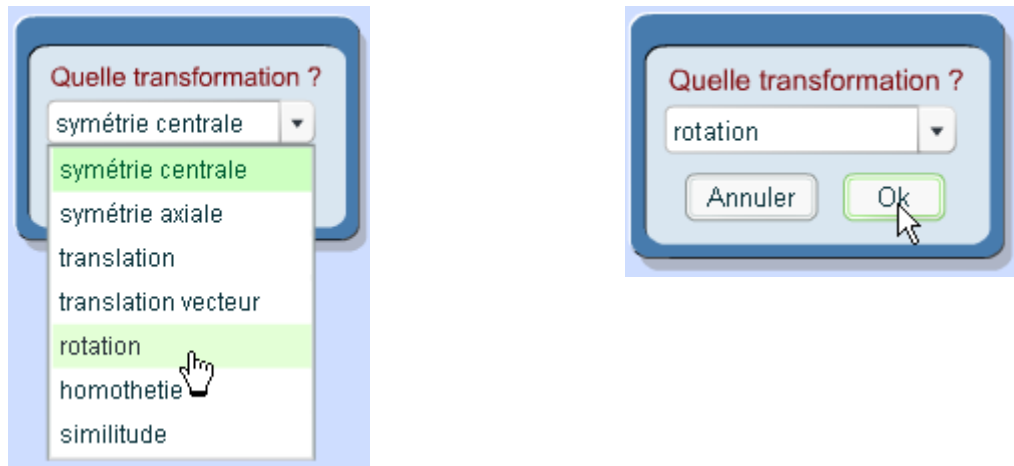 Quelle transformation ?
symétrie centrale
symétrie centrale
symétrie axiale
translation
translation vecteur
rotation
homothetie
similitude
Quelle transformation ?
rotation
Annuler Ok